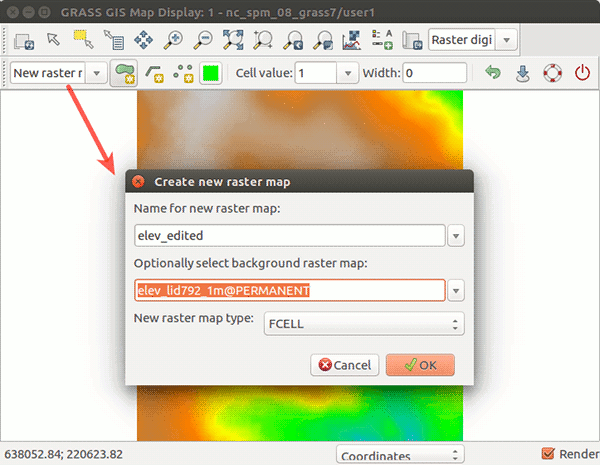 GRASS GIS Map Display: 1 - nc_spm_08_grass7/user1
Raster digi
New raster r
Cell value: 1 Width: 0
Create new raster map
Name for new raster map:
elev_edited
Optionally select background raster map:
elev_lid792_1m@PERMANENT
New raster map type: FCELL
Cancel OK
638052.84; 220623.82 Coordinates Render